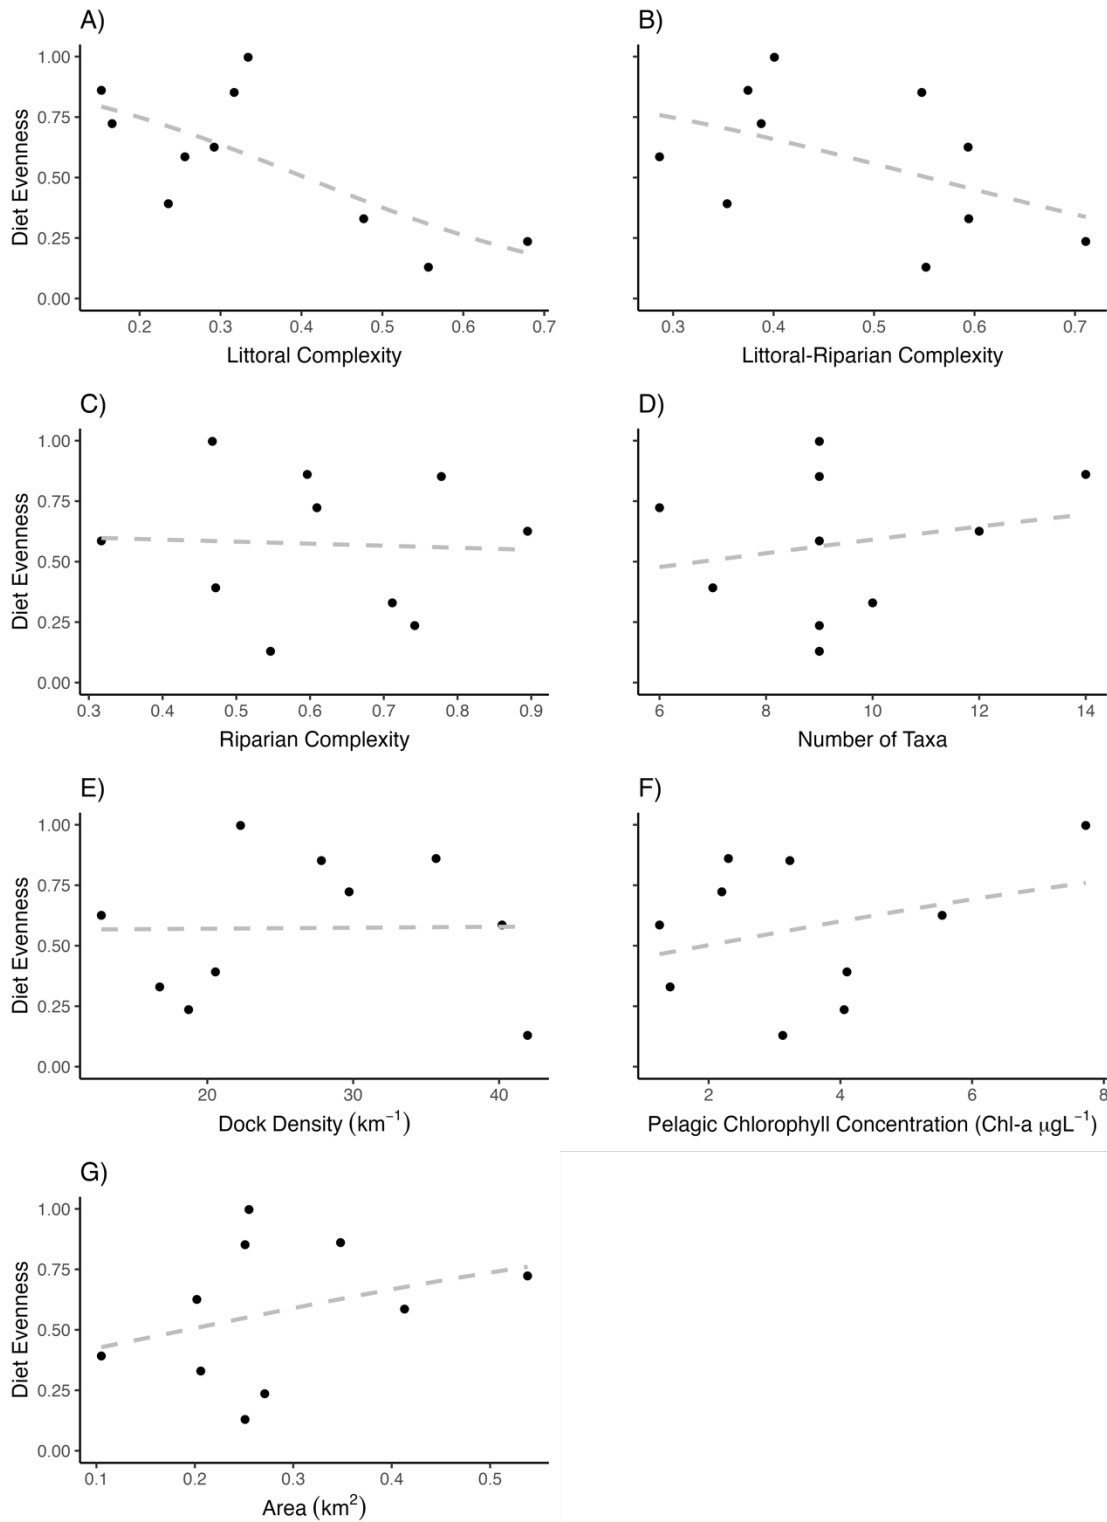 A)
1.00
0.75
0.50
0.25
0.00
Diet Evenness
0.2 0.3 0.4 0.5 0.6 0.7
Littoral Complexity
B)
0.3 0.4 0.5 0.6 0.7
Littoral-Riparian Complexity
C)
1.00
0.75
0.50
0.25
0.00
Diet Evenness
0.3 0.4 0.5 0.6 0.7 0.8 0.9
Riparian Complexity
D)
6 8 10 12 14
Number of Taxa
E)
1.00
0.75
0.50
0.25
0.00
Diet Evenness
20 30 40
Dock Density (km⁻¹)
F)
2 4 6 8
Pelagic Chlorophyll Concentration (Chl-a μgL⁻¹)
G)
1.00
0.75
0.50
0.25
0.00
Diet Evenness
0.1 0.2 0.3 0.4 0.5
Area (km²)